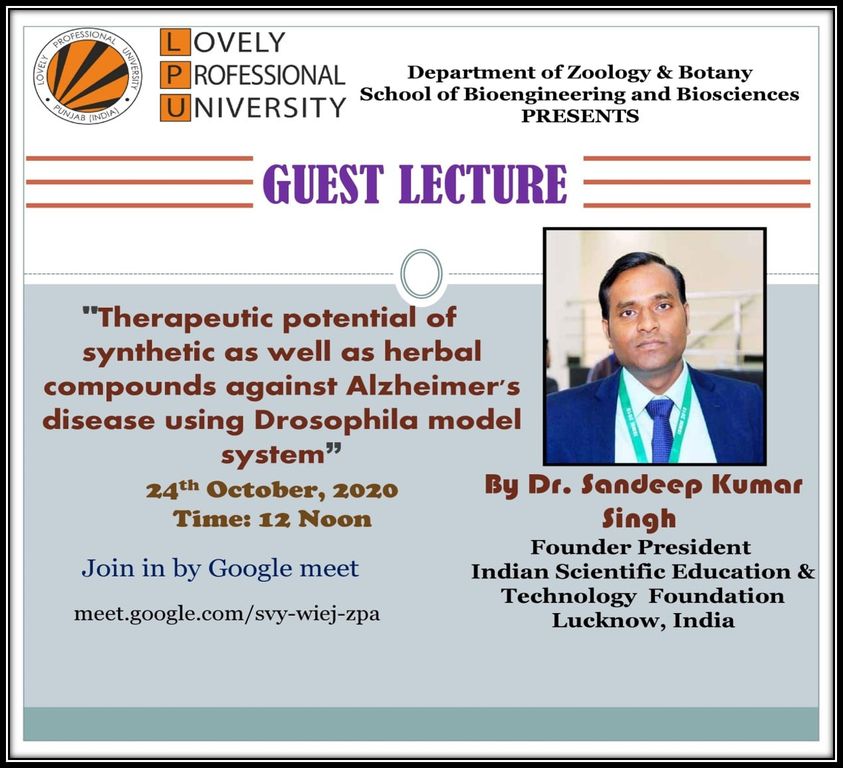 LOVELY PROFESSIONAL UNIVERSITY
PUNJAB (INDIA)
LOVELY
PROFESSIONAL
UNIVERSITY
Department of Zoology & Botany
School of Bioengineering and Biosciences
PRESENTS
GUEST LECTURE
"Therapeutic potential of
synthetic as well as herbal
compounds against Alzheimer's
disease using Drosophila model
system”
24th October, 2020
Time: 12 Noon
Join in by Google meet
meet.google.com/svy-wiej-zpa
By Dr. Sandeep Kumar
Singh
Founder President
Indian Scientific Education &
Technology Foundation
Lucknow, India